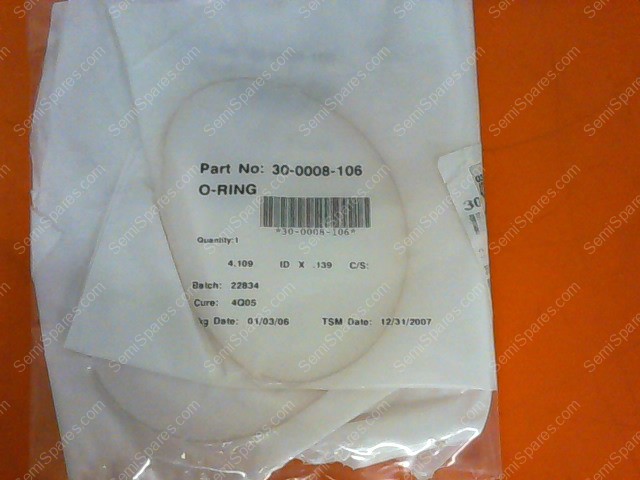 Part No: 30-0008-106
O-RING
*30-0008-106*
Quantity:1
4.109 ID X .139 C/S:
Batch: 22834
Cure: 4Q05
kg Date: 01/03/06 TSM Date: 12/31/2007
30
SemiSpares.com